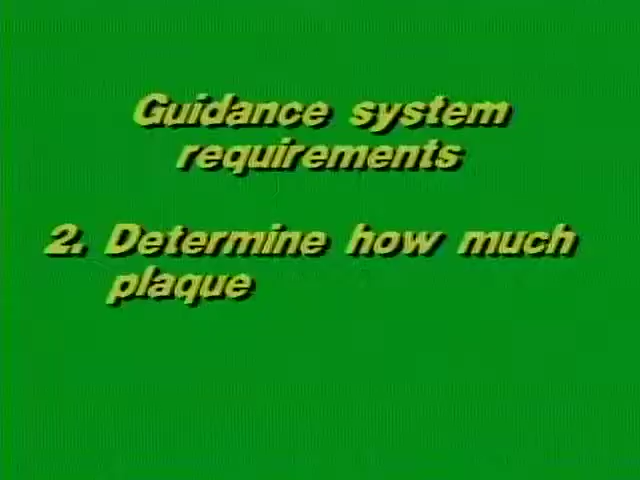 Guidance system
requirements
2. Determine how much
plaque